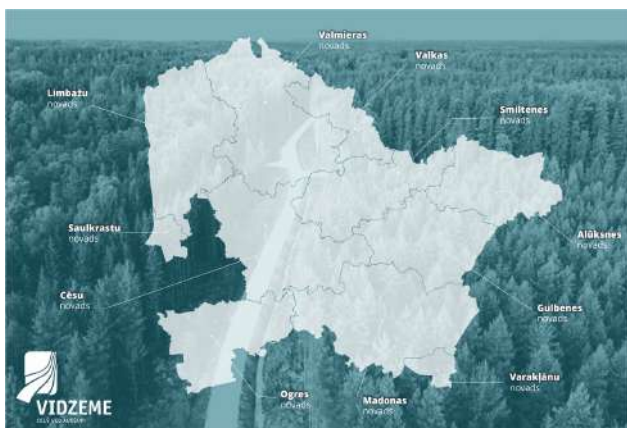 Valmieras
novads
Valkas
novads
Limbažu
novads
Smiltenes
novads
Saulkrastu
novads
Alūksnes
novads
Cēsu
novads
Gulbenes
novads
Varakļānu
novads
Ogres
novads
Madonas
novads
VIDZEME